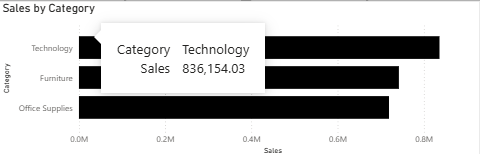 Sales by Category
Category Technology
Sales 836,154.03
Technology
Furniture
Office Supplies
Category
0.0M 0.2M 0.4M 0.6M 0.8M
Sales